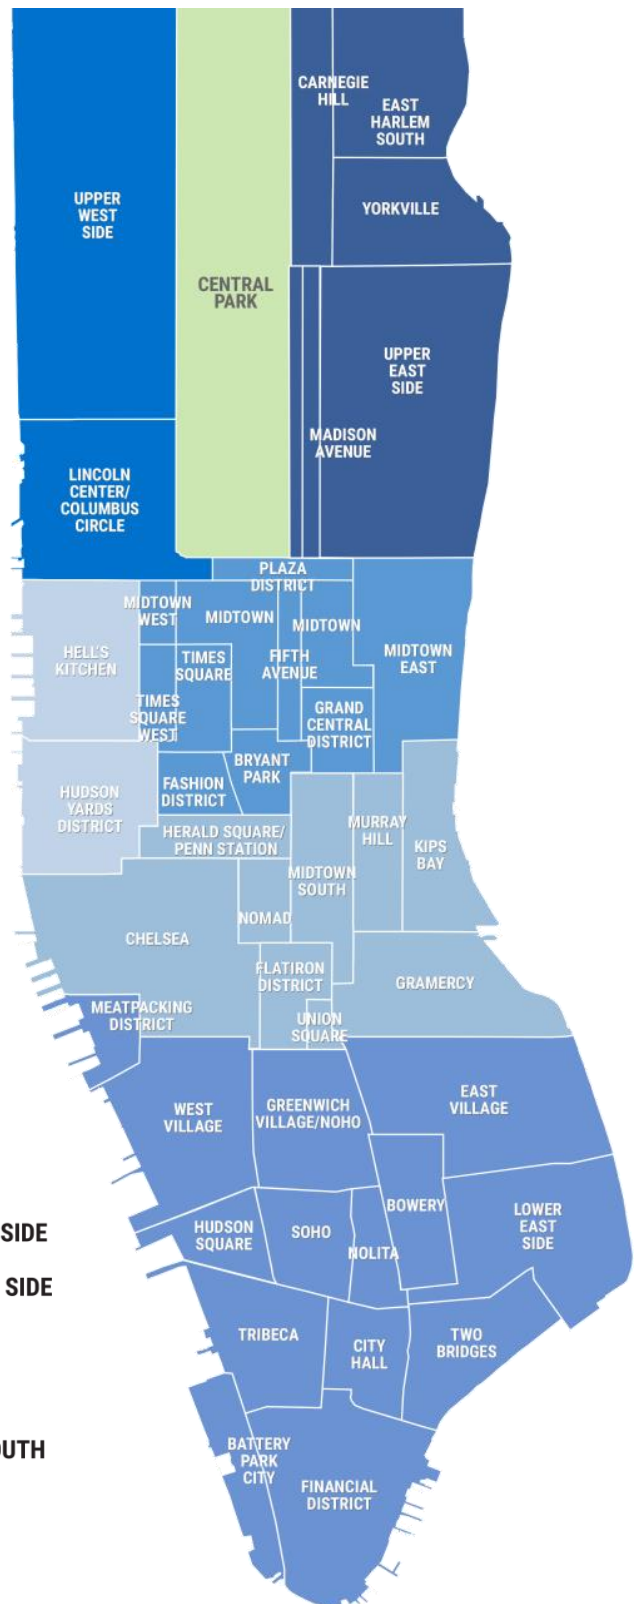 CARNEGIE
HILL
EAST
HARLEM
SOUTH
UPPER
WEST
SIDE
YORKVILLE
CENTRAL
PARK
UPPER
EAST
SIDE
MADISON
AVENUE
LINCOLN
CENTER/
COLUMBUS
CIRCLE
PLAZA
DISTRICT
MIDTOWN
WEST
MIDTOWN
MIDTOWN
HELL'S
KITCHEN
TIMES
SQUARE
FIFTH
AVENUE
MIDTOWN
EAST
TIMES
SQUARE
WEST
GRAND
CENTRAL
DISTRICT
BRYANT
PARK
FASHION
DISTRICT
HUDSON
YARDS
DISTRICT
HERALD SQUARE/
PENN STATION
MURRAY
HILL
KIPS
BAY
MIDTOWN
SOUTH
NOMAD
CHELSEA
FLATIRON
DISTRICT
GRAMERCY
MEATPACKING
DISTRICT
UNION
SQUARE
WEST
VILLAGE
GREENWICH
VILLAGE/NOHO
EAST
VILLAGE
BOWERY
LOWER
EAST
SIDE
HUDSON
SQUARE
SOHO
NOLITA
SIDE
SIDE
TRIBECA
CITY
HALL
TWO
BRIDGES
BATTERY
PARK
CITY
FINANCIAL
DISTRICT